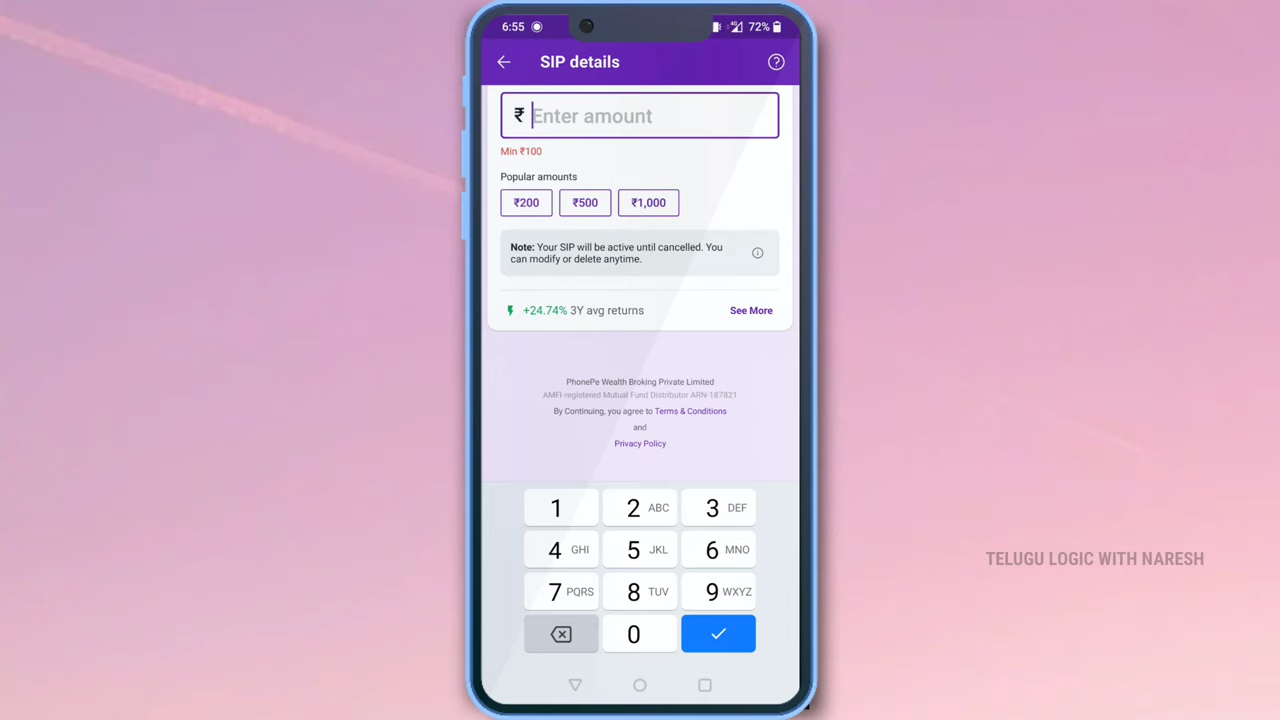 6:55 4G 72%
SIP details
₹ Enter amount
Min ₹100
Popular amounts
₹200 ₹500 ₹1,000
Note: Your SIP will be active until cancelled. You
can modify or delete anytime.
+24.74% 3Y avg returns See More
PhonePe Wealth Broking Private Limited
AMFI-registered Mutual Fund Distributor ARN-187821
By Continuing, you agree to Terms & Conditions
and
Privacy Policy
1 2 ABC 3 DEF
4 GHI 5 JKL 6 MNO
7 PQRS 8 TUV 9 WXYZ
0
TELUGU LOGIC WITH NARESH